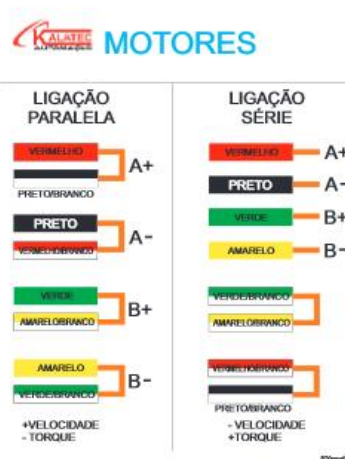 KALATEC
AUTOMAÇÃO
MOTORES
LIGAÇÃO
PARALELA
VERMELHO
A+
PRETO/BRANCO
PRETO
A-
VERMELHO/BRANCO
VERDE
B+
AMARELO/BRANCO
AMARELO
B-
VERDE/BRANCO
+VELOCIDADE
- TORQUE
LIGAÇÃO
SÉRIE
VERMELHO A+
PRETO A-
VERDE B+
AMARELO B-
VERDE/BRANCO
AMARELO/BRANCO
VERMELHO/BRANCO
PRETO/BRANCO
- VELOCIDADE
+TORQUE